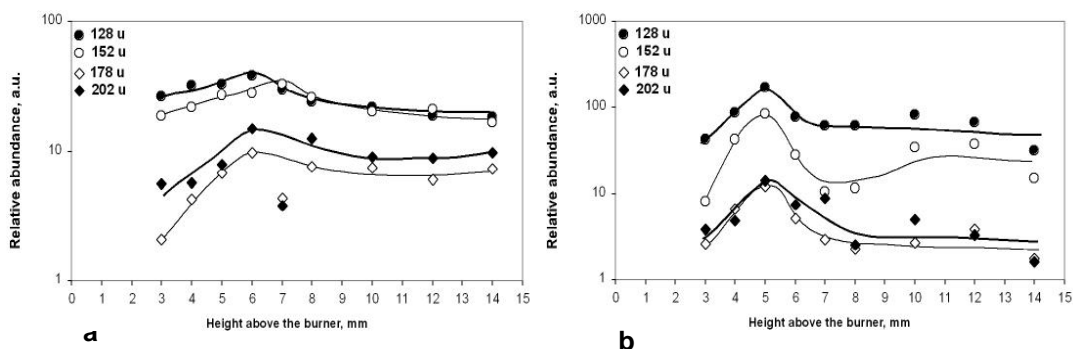 100
10
1
Relative abundance, a.u.
128 u
152 u
178 u
202 u
0 1 2 3 4 5 6 7 8 9 10 11 12 13 14 15
Height above the burner, mm
a
1000
100
10
1
Relative abundance, a.u.
128 u
152 u
178 u
202 u
0 1 2 3 4 5 6 7 8 9 10 11 12 13 14 15
Height above the burner, mm
b